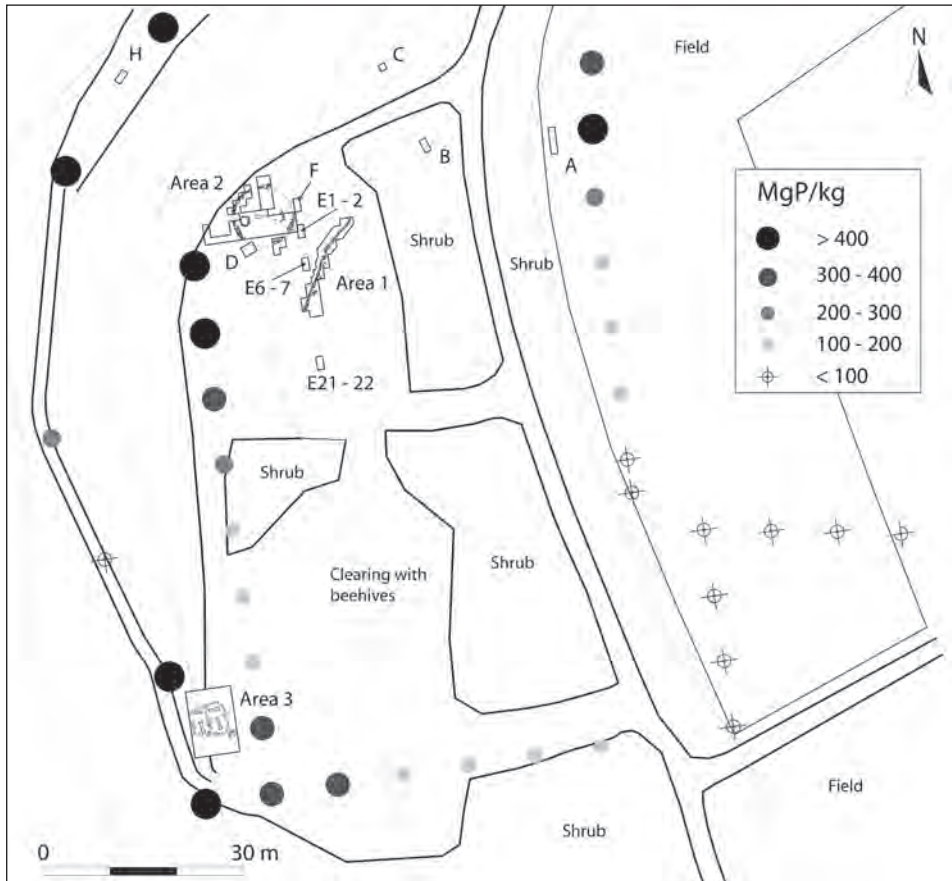 H
C
Field
N
A
B
Area 2
F
E1 - 2
D
E6 - 7
Area 1
E21 - 22
Shrub
Shrub
MgP/kg
> 400
300 - 400
200 - 300
100 - 200
< 100
Shrub
Clearing with
beehives
Shrub
Area 3
Shrub
Field
0 30 m